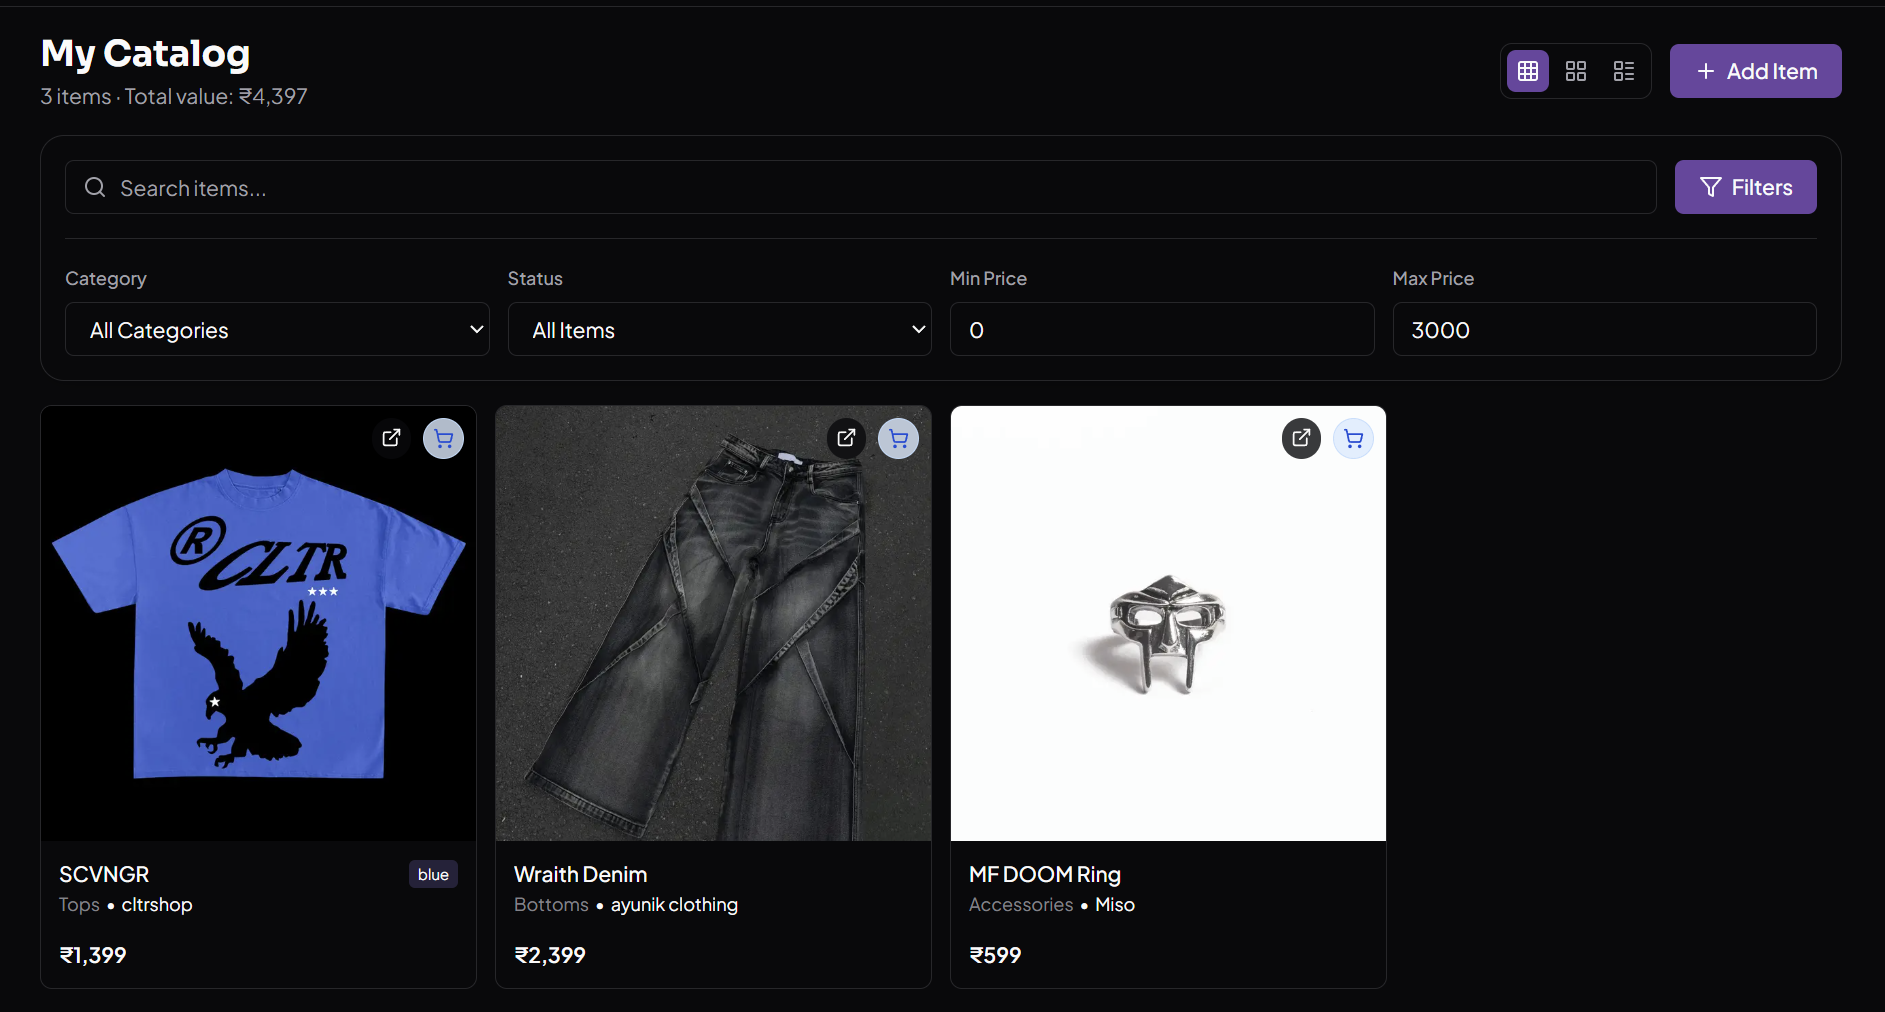 My Catalog
3 items · Total value: ₹4,397
Add Item
Search items...
Filters
Category
Status
Min Price
Max Price
All Categories
All Items
0
3000
® CLTR
★★★
SCVNGR
blue
Tops • cltrshop
₹1,399
Wraith Denim
Bottoms • ayunik clothing
₹2,399
MF DOOM Ring
Accessories • Miso
₹599